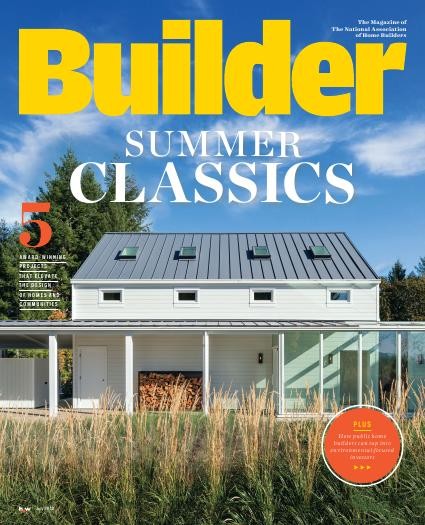 Builder
The Magazine of
The National Association
of Home Builders
SUMMER
CLASSICS
5
AWARD-WINNING
PROJECTS
THAT ELEVATE
THE DESIGN
OF HOMES AND
COMMUNITIES
PLUS
How public home
builders can tap into
environmental-focused
investors